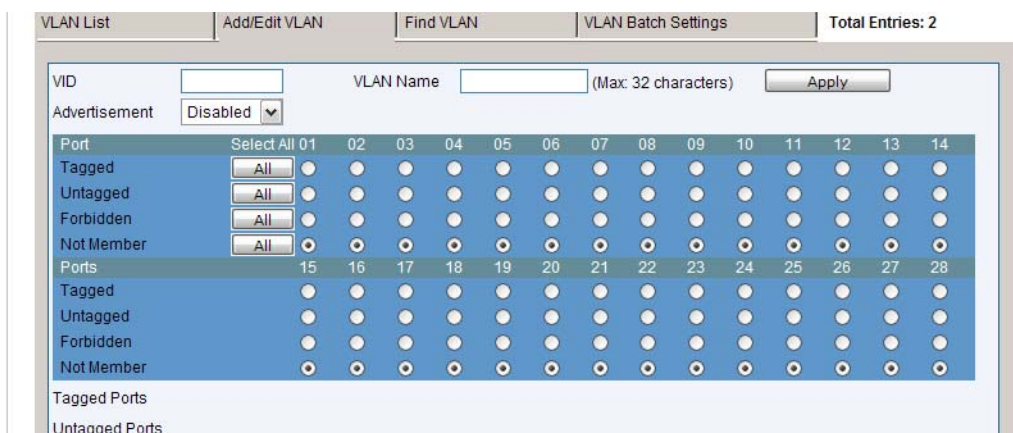 VLAN List Add/Edit VLAN Find VLAN VLAN Batch Settings Total Entries: 2
VID VLAN Name (Max: 32 characters) Apply
Advertisement Disabled
Port Select All 01 02 03 04 05 06 07 08 09 10 11 12 13 14
Tagged All
Untagged All
Forbidden All
Not Member All
Ports 15 16 17 18 19 20 21 22 23 24 25 26 27 28
Tagged
Untagged
Forbidden
Not Member
Tagged Ports
Untagged Ports